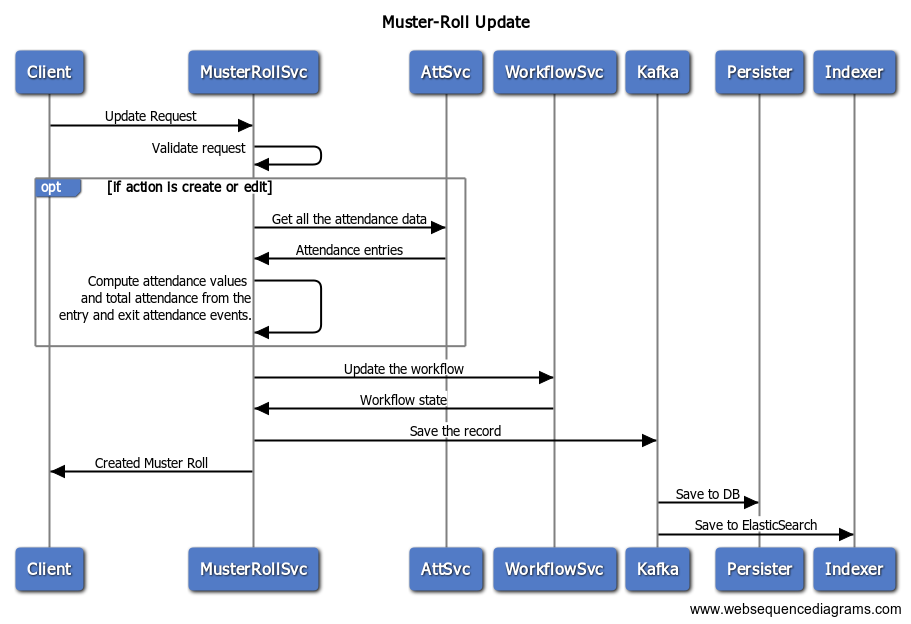 Muster-Roll Update
Client
MusterRollSvc
AttSvc
WorkflowSvc
Kafka
Persister
Indexer
Update Request
Validate request
opt
[if action is create or edit]
Get all the attendance data
Attendance entries
Compute attendance values
and total attendance from the
entry and exit attendance events.
Update the workflow
Workflow state
Save the record
Created Muster Roll
Save to DB
Save to ElasticSearch
Client
MusterRollSvc
AttSvc
WorkflowSvc
Kafka
Persister
Indexer
www.websequencediagrams.com